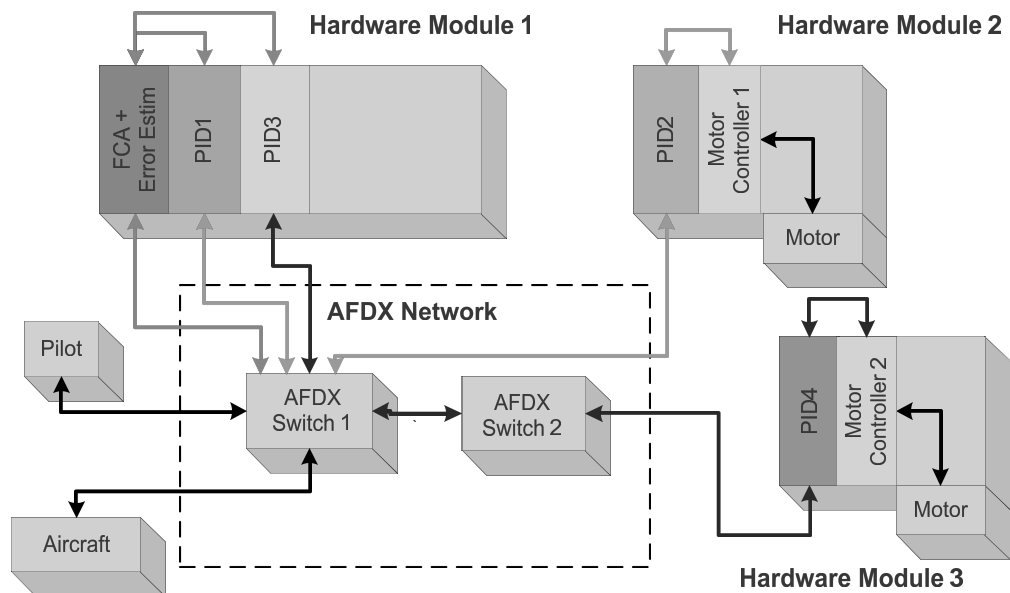 Hardware Module 1
Hardware Module 2
FCA +
Error Estim
PID1
PID3
PID2
Motor
Controller 1
Motor
AFDX Network
Pilot
AFDX
Switch 1
AFDX
Switch 2
PID4
Motor
Controller 2
Motor
Aircraft
Hardware Module 3